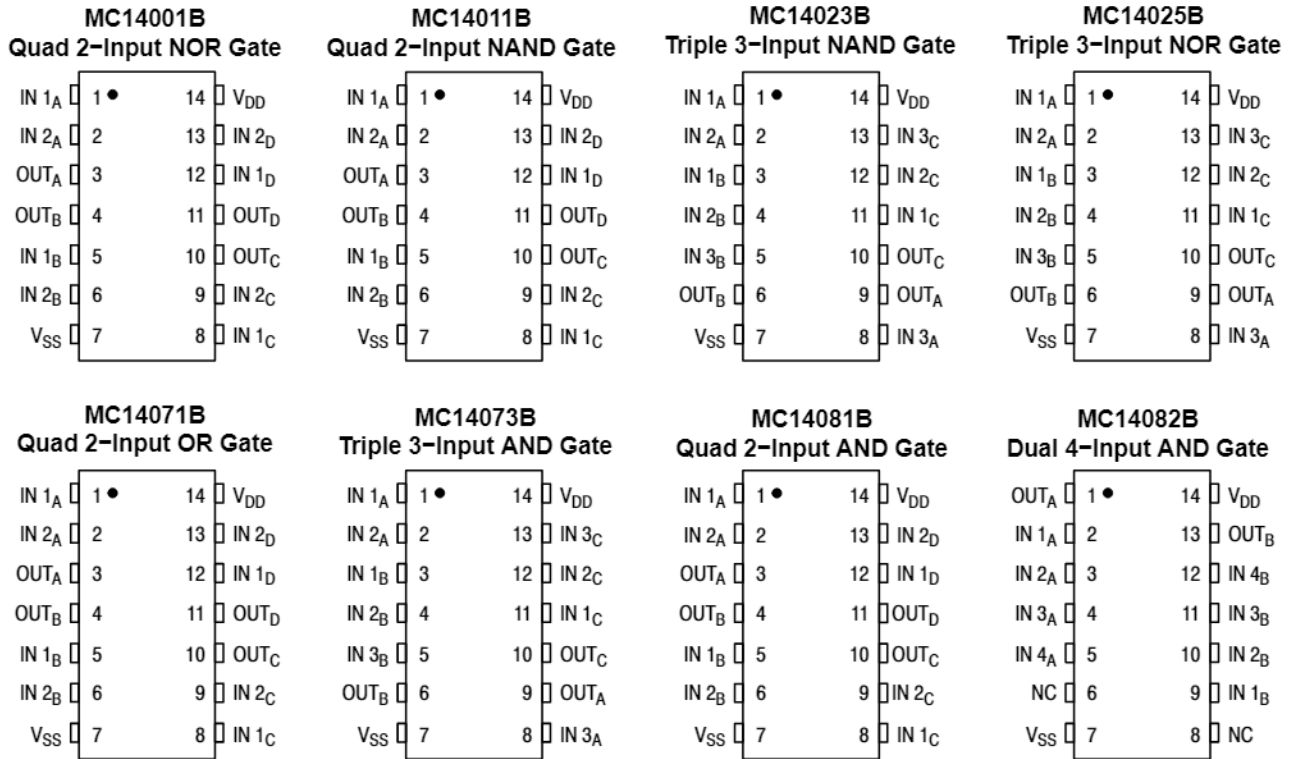 MC14001B
Quad 2−Input NOR Gate
IN 1A 1 14 VDD
IN 2A 2 13 IN 2D
OUTA 3 12 IN 1D
OUTB 4 11 OUTD
IN 1B 5 10 OUTC
IN 2B 6 9 IN 2C
VSS 7 8 IN 1C
MC14011B
Quad 2−Input NAND Gate
IN 1A 1 14 VDD
IN 2A 2 13 IN 2D
OUTA 3 12 IN 1D
OUTB 4 11 OUTD
IN 1B 5 10 OUTC
IN 2B 6 9 IN 2C
VSS 7 8 IN 1C
MC14023B
Triple 3−Input NAND Gate
IN 1A 1 14 VDD
IN 2A 2 13 IN 3C
IN 1B 3 12 IN 2C
IN 2B 4 11 IN 1C
IN 3B 5 10 OUTC
OUTB 6 9 OUTA
VSS 7 8 IN 3A
MC14025B
Triple 3−Input NOR Gate
IN 1A 1 14 VDD
IN 2A 2 13 IN 3C
IN 1B 3 12 IN 2C
IN 2B 4 11 IN 1C
IN 3B 5 10 OUTC
OUTB 6 9 OUTA
VSS 7 8 IN 3A
MC14071B
Quad 2−Input OR Gate
IN 1A 1 14 VDD
IN 2A 2 13 IN 2D
OUTA 3 12 IN 1D
OUTB 4 11 OUTD
IN 1B 5 10 OUTC
IN 2B 6 9 IN 2C
VSS 7 8 IN 1C
MC14073B
Triple 3−Input AND Gate
IN 1A 1 14 VDD
IN 2A 2 13 IN 3C
IN 1B 3 12 IN 2C
IN 2B 4 11 IN 1C
IN 3B 5 10 OUTC
OUTB 6 9 OUTA
VSS 7 8 IN 3A
MC14081B
Quad 2−Input AND Gate
IN 1A 1 14 VDD
IN 2A 2 13 IN 2D
OUTA 3 12 IN 1D
OUTB 4 11 OUTD
IN 1B 5 10 OUTC
IN 2B 6 9 IN 2C
VSS 7 8 IN 1C
MC14082B
Dual 4−Input AND Gate
OUTA 1 14 VDD
IN 1A 2 13 OUTB
IN 2A 3 12 IN 4B
IN 3A 4 11 IN 3B
IN 4A 5 10 IN 2B
NC 6 9 IN 1B
VSS 7 8 NC